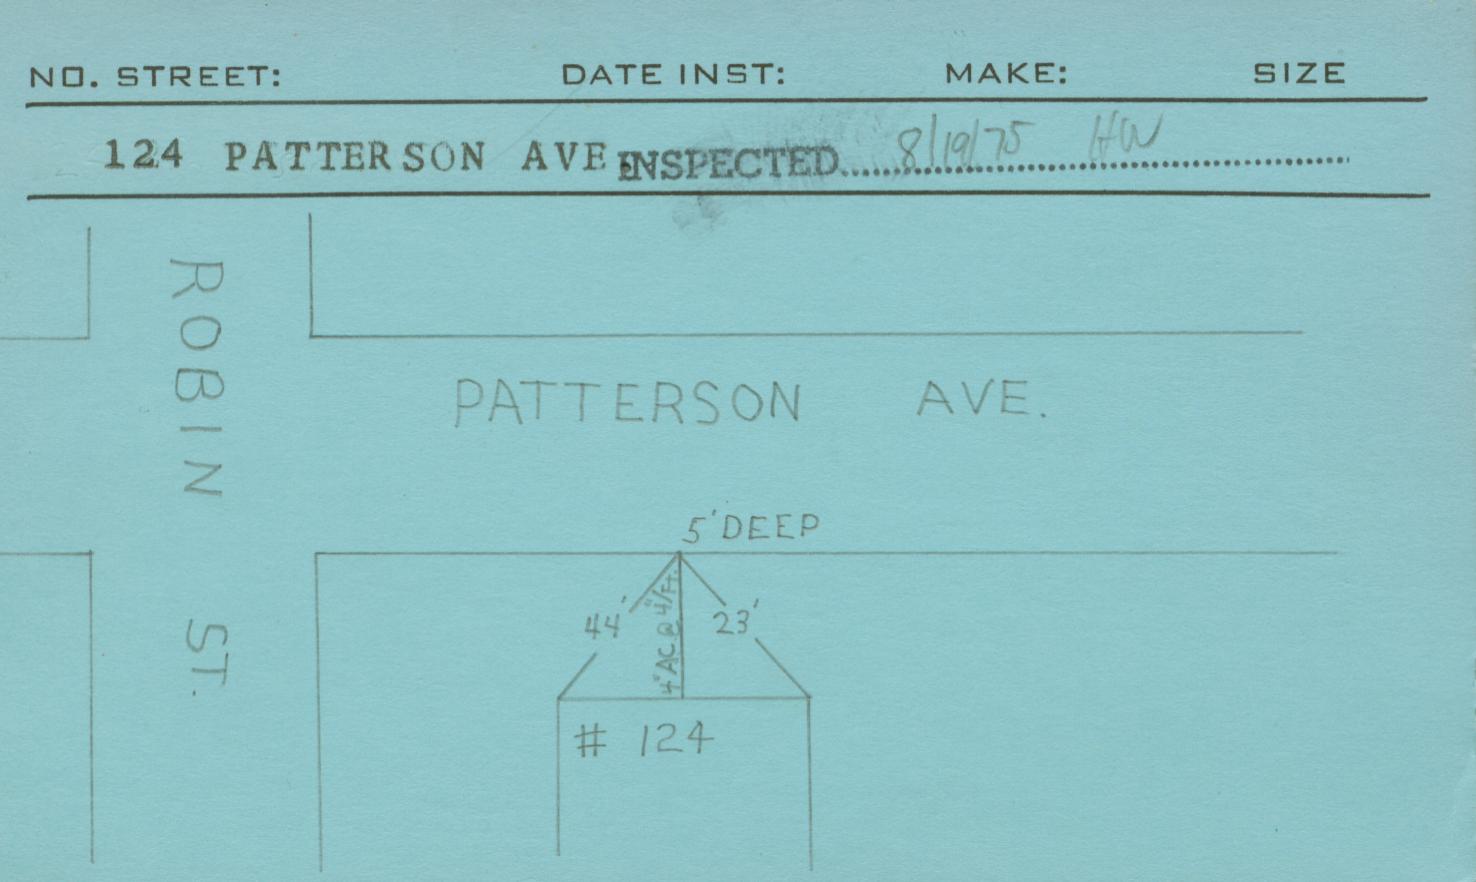 NO. STREET: DATE INST: MAKE: SIZE
124 PATTERSON AVE INSPECTED 8/19/75 HW
ROBIN ST.
PATTERSON AVE.
5' DEEP
44' 4" AC @ 1/4"/Ft. 23'
# 124